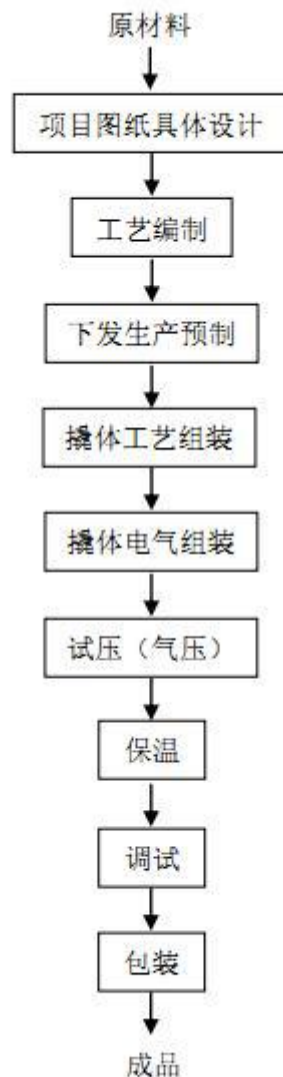 原材料
项目图纸具体设计
工艺编制
下发生产预制
撬体工艺组装
撬体电气组装
试压（气压）
保温
调试
包装
成品